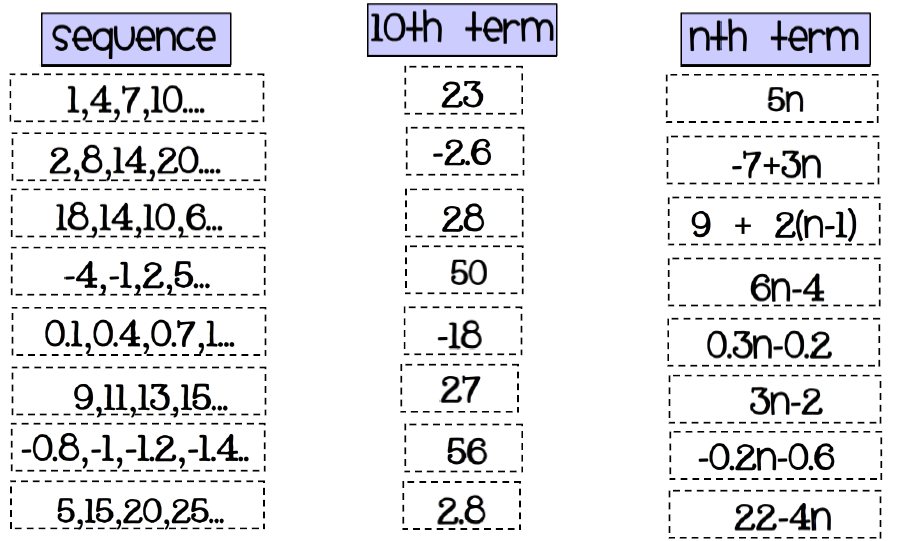 sequence 10th term nth term
1,4,7,10.... 23 5n
2,8,14,20.... -2.6 -7+3n
18,14,10,6... 28 9 + 2(n-1)
-4,-1,2,5... 50 6n-4
0.1,0.4,0.7,1... -18 0.3n-0.2
9,11,13,15... 27 3n-2
-0.8,-1,-1.2,-1.4.. 56 -0.2n-0.6
5,15,20,25... 2.8 22-4n